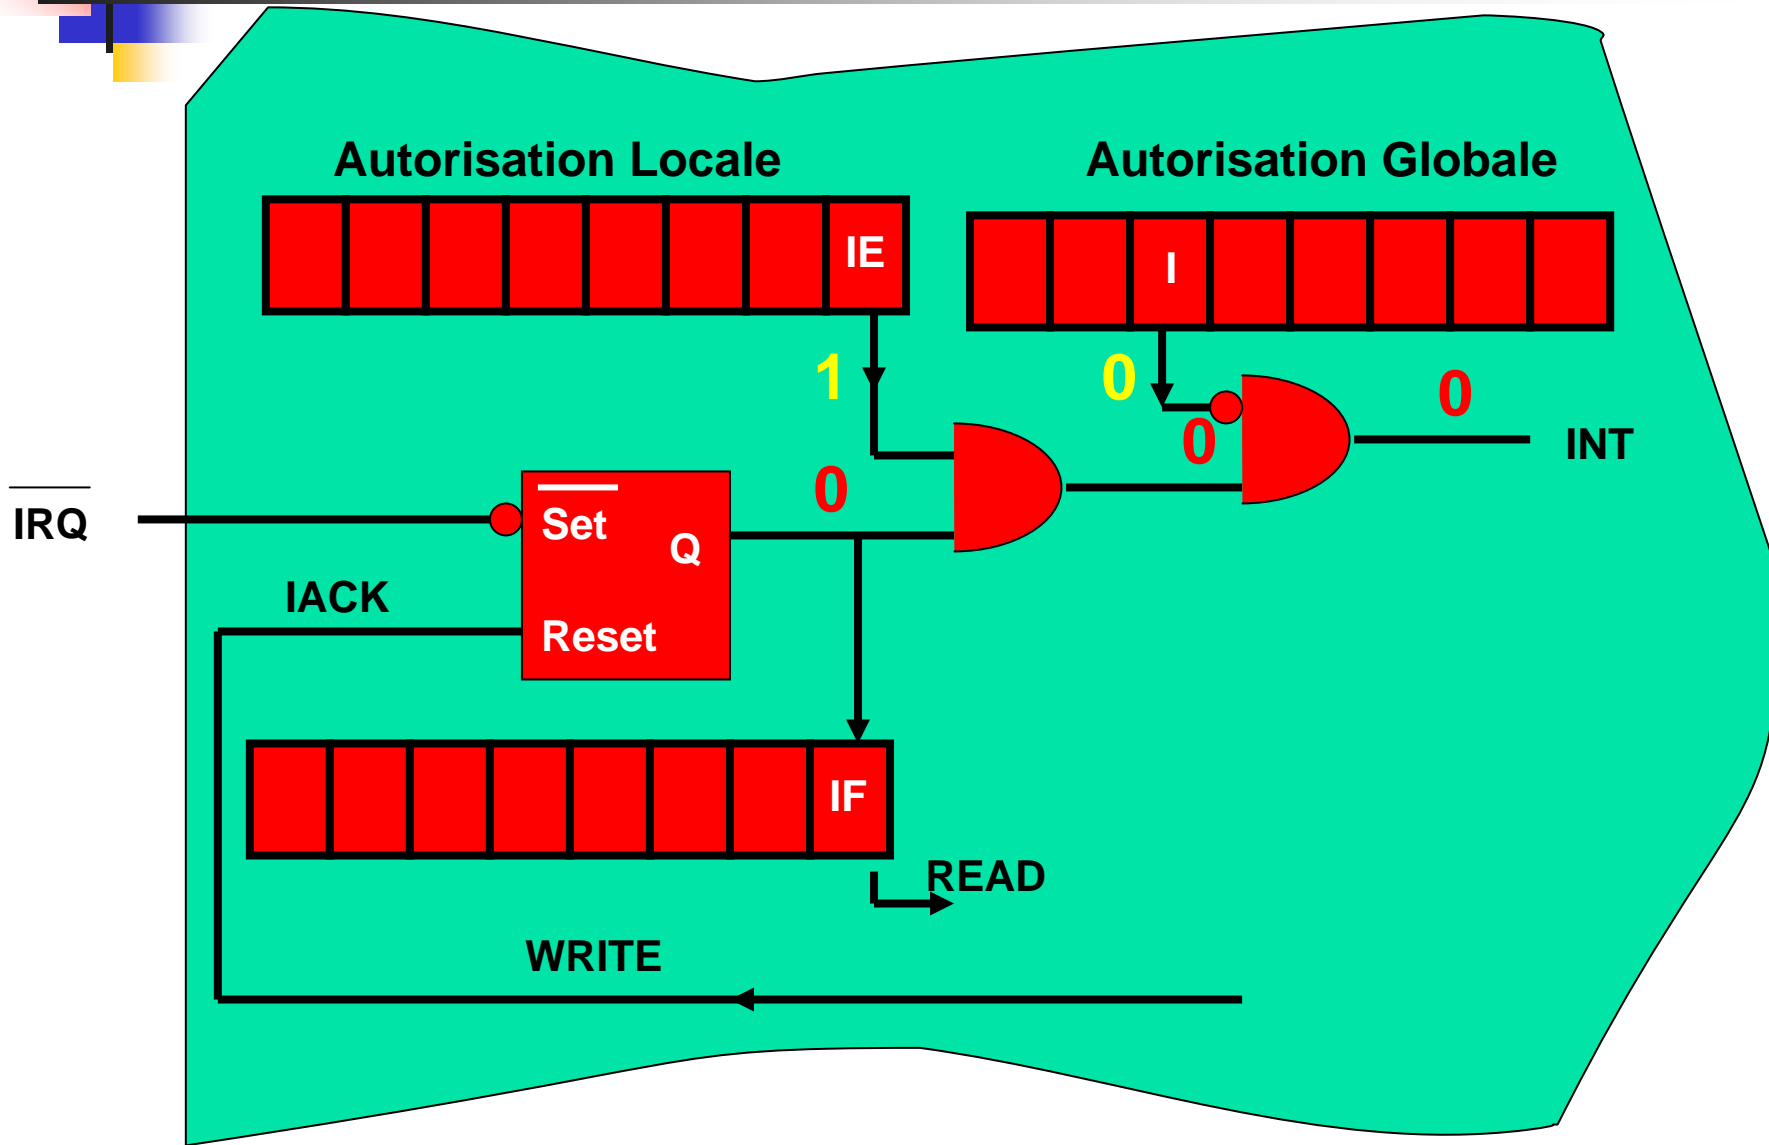 Autorisation Locale
Autorisation Globale
IE
I
1
0
0
INT
0
0
IRQ
Set
Q
IACK
Reset
IF
READ
WRITE